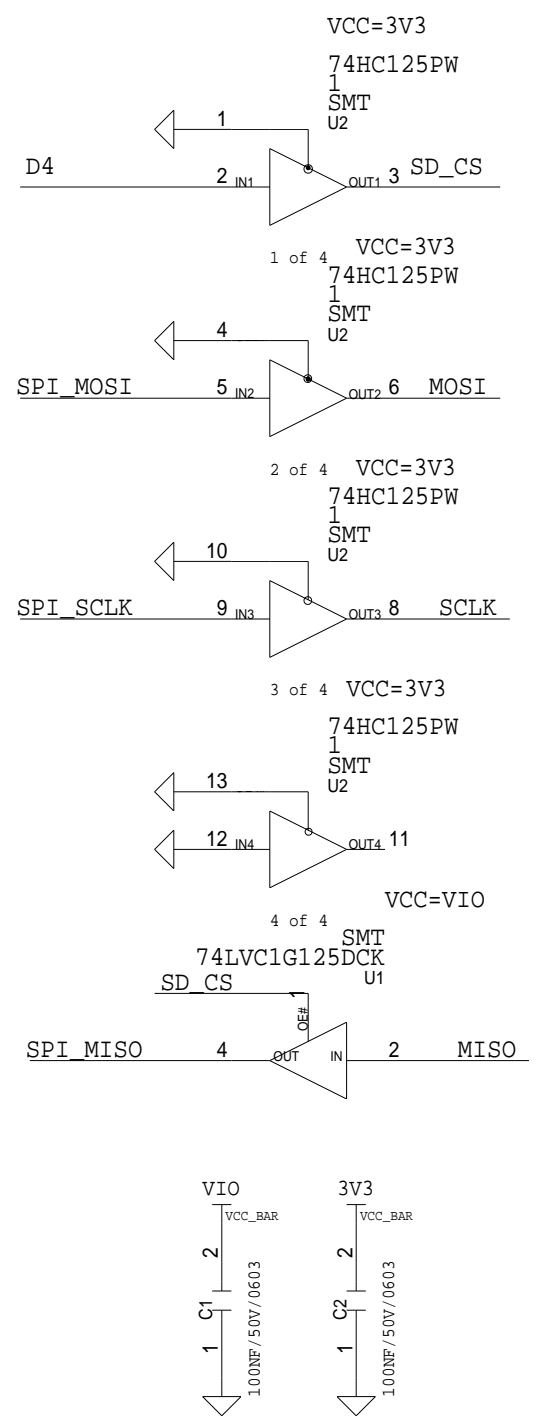 VCC=3V3
74HC125PW
1
SMT
U2
1
D4 2 IN1 OUT1 3 SD_CS
1 of 4 VCC=3V3
74HC125PW
1
SMT
U2
4
SPI_MOSI 5 IN2 OUT2 6 MOSI
2 of 4 VCC=3V3
74HC125PW
1
SMT
U2
10
SPI_SCLK 9 IN3 OUT3 8 SCLK
3 of 4 VCC=3V3
74HC125PW
1
SMT
U2
13
12 IN4 OUT4 11
VCC=VIO
4 of 4
SMT
74LVC1G125DCK
U1
SD_CS 1
OE#
SPI_MISO 4 OUT IN 2 MISO
VIO 3V3
VCC_BAR VCC_BAR
2 2
C1 100NF/50V/0603 C2 100NF/50V/0603
1 1